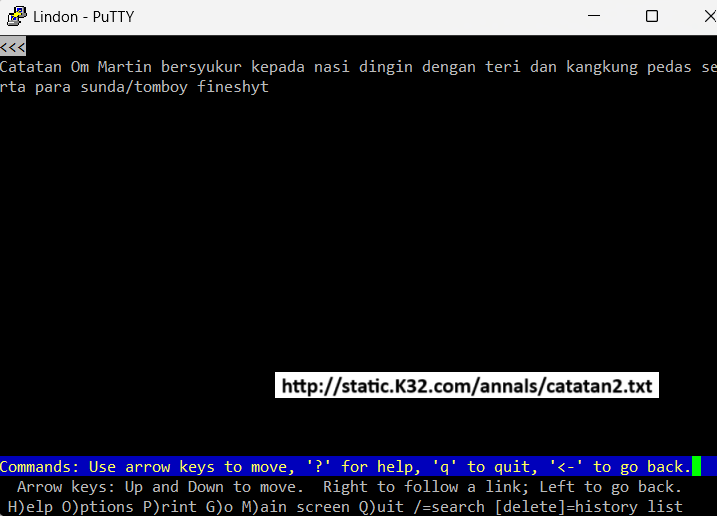 Lindon - PuTTY
<<<
Catatan Om Martin bersyukur kepada nasi dingin dengan teri dan kangkung pedas se
rta para sunda/tomboy fineshyt
http://static.K32.com/annals/catatan2.txt
Commands: Use arrow keys to move, '?' for help, 'q' to quit, '<-' to go back.
Arrow keys: Up and Down to move.  Right to follow a link; Left to go back.
H)elp O)ptions P)rint G)o M)ain screen Q)uit /=search [delete]=history list